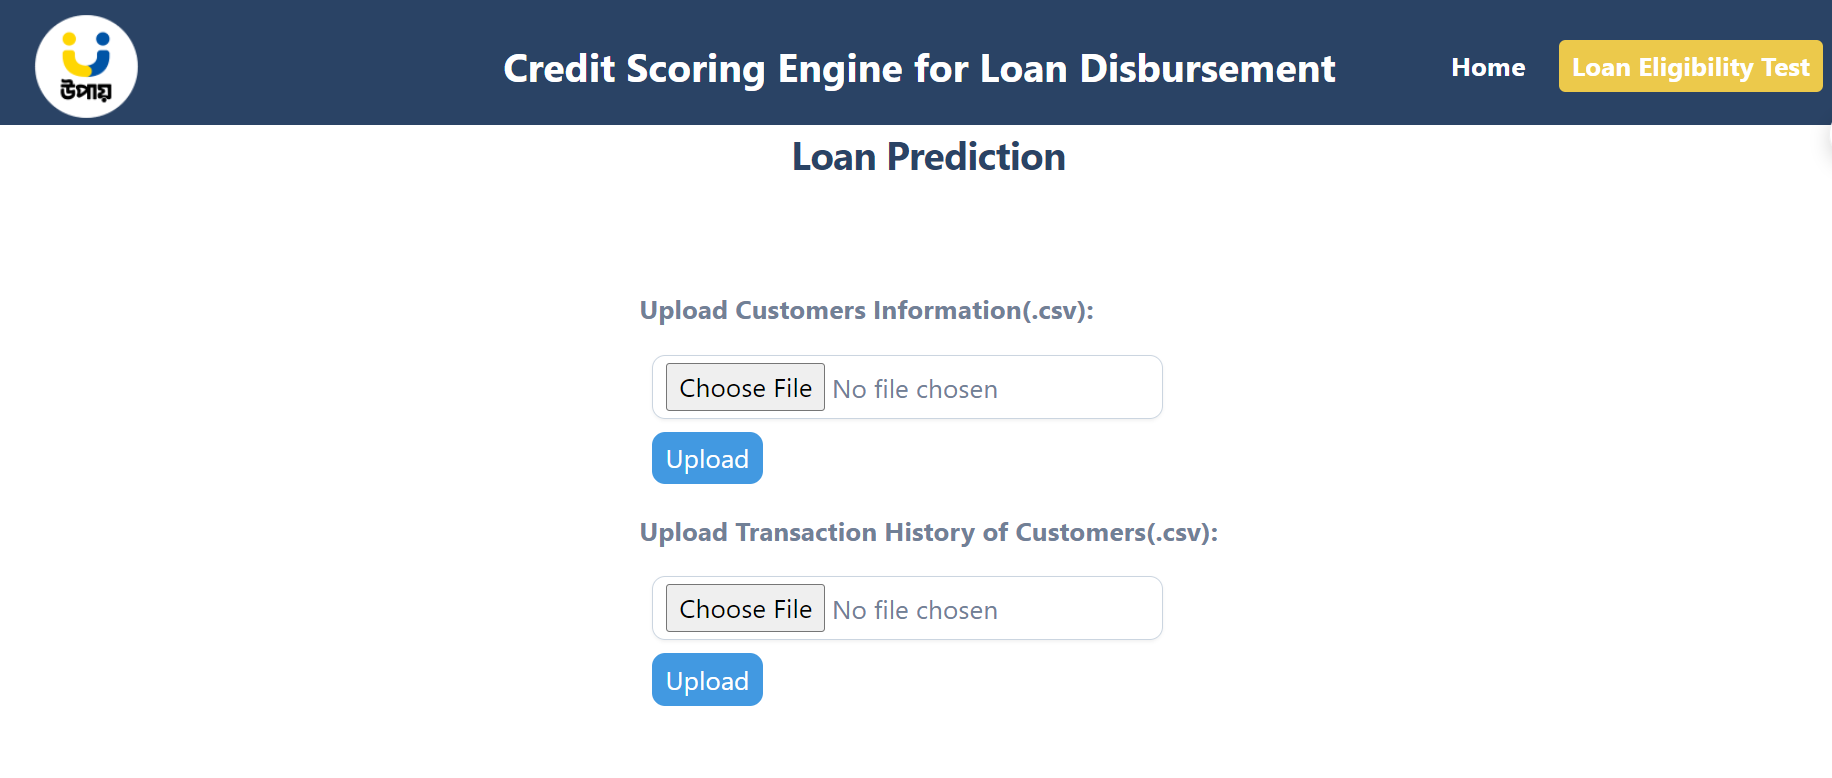 উপায়
Credit Scoring Engine for Loan Disbursement
Home
Loan Eligibility Test
Loan Prediction
Upload Customers Information(.csv):
Choose File No file chosen
Upload
Upload Transaction History of Customers(.csv):
Choose File No file chosen
Upload